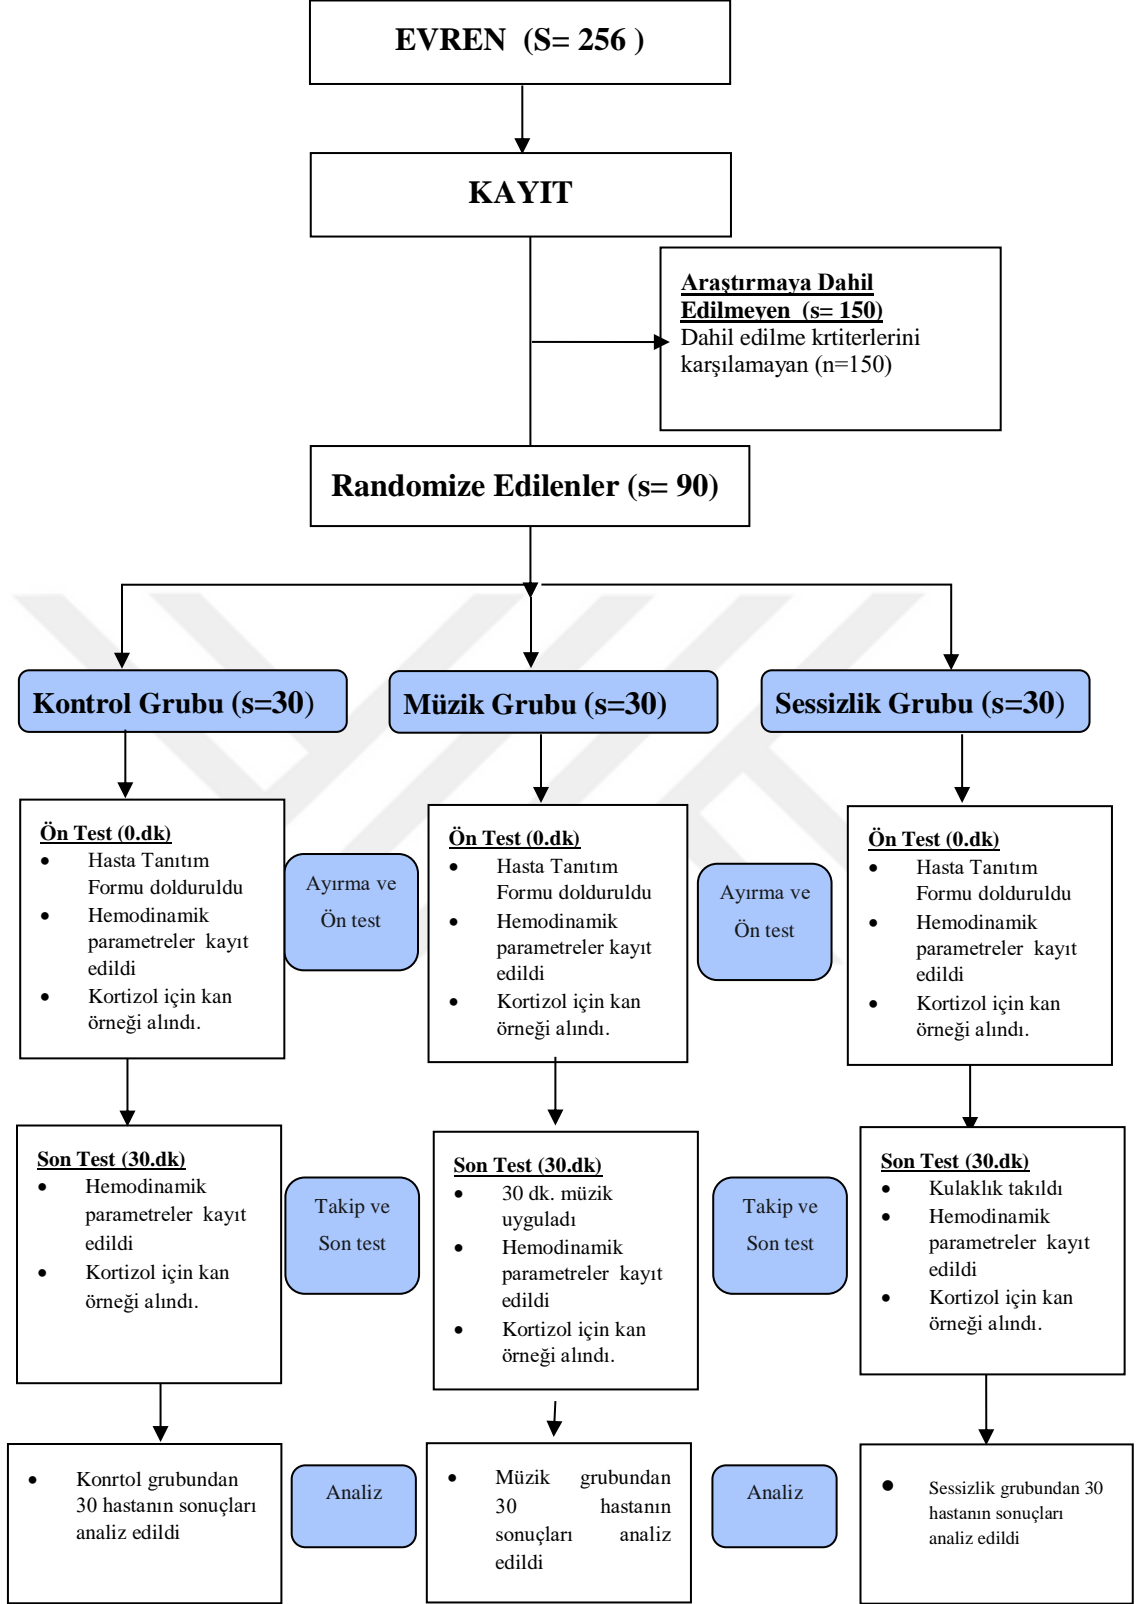 EVREN (S= 256 )
KAYIT
Araştırmaya Dahil
Edilmeyen (s= 150)
Dahil edilme krtiterlerini
karşılamayan (n=150)
Randomize Edilenler (s= 90)
Kontrol Grubu (s=30)
Müzik Grubu (s=30)
Sessizlik Grubu (s=30)
Ön Test (0.dk)
• Hasta Tanıtım
Formu dolduruldu
• Hemodinamik
parametreler kayıt
edildi
• Kortizol için kan
örneği alındı.
Ayırma ve
Ön test
Ön Test (0.dk)
• Hasta Tanıtım
Formu dolduruldu
• Hemodinamik
parametreler kayıt
edildi
• Kortizol için kan
örneği alındı.
Ayırma ve
Ön test
Ön Test (0.dk)
• Hasta Tanıtım
Formu dolduruldu
• Hemodinamik
parametreler kayıt
edildi
• Kortizol için kan
örneği alındı.
Son Test (30.dk)
• Hemodinamik
parametreler kayıt
edildi
• Kortizol için kan
örneği alındı.
Takip ve
Son test
Son Test (30.dk)
• 30 dk. müzik
uyguladı
• Hemodinamik
parametreler kayıt
edildi
• Kortizol için kan
örneği alındı.
Takip ve
Son test
Son Test (30.dk)
• Kulaklık takıldı
• Hemodinamik
parametreler kayıt
edildi
• Kortizol için kan
örneği alındı.
• Konrtol grubundan
30 hastanın sonuçları
analiz edildi
Analiz
• Müzik grubundan
30 hastanın
sonuçları analiz
edildi
Analiz
• Sessizlik grubundan 30
hastanın sonuçları
analiz edildi